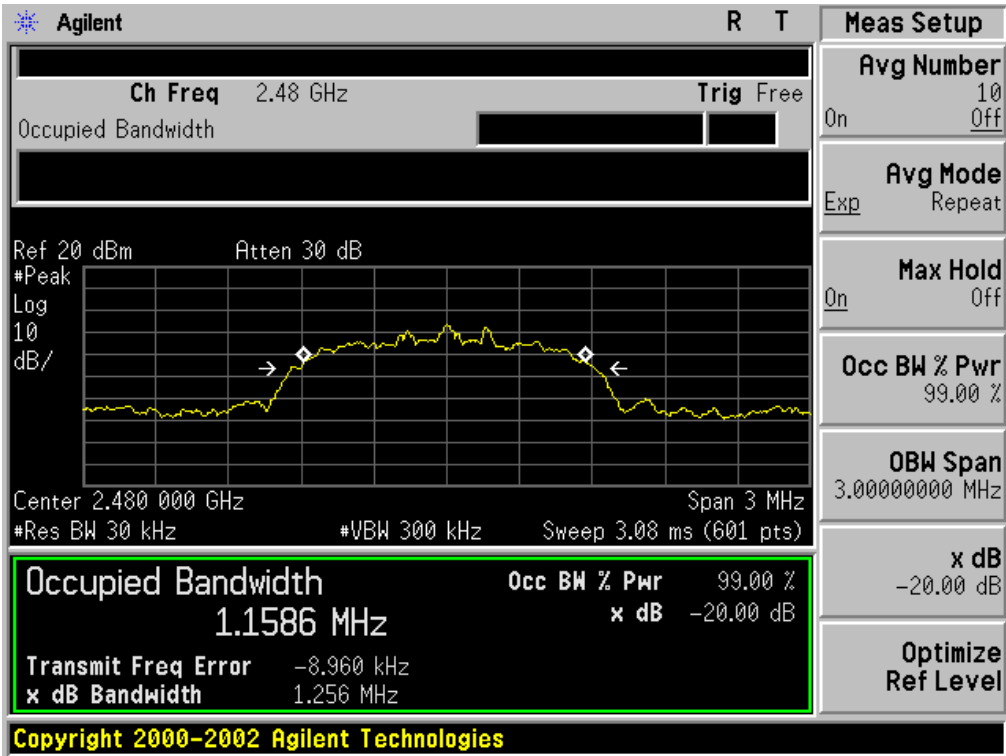 Agilent R T
Ch Freq 2.48 GHz Trig Free
Occupied Bandwidth
Ref 20 dBm Atten 30 dB
#Peak
Log
10
dB/
Center 2.480 000 GHz Span 3 MHz
#Res BW 30 kHz #VBW 300 kHz Sweep 3.08 ms (601 pts)
Occupied Bandwidth
1.1586 MHz
Occ BW % Pwr 99.00 %
x dB -20.00 dB
Transmit Freq Error -8.960 kHz
x dB Bandwidth 1.256 MHz
Copyright 2000-2002 Agilent Technologies
Meas Setup
Avg Number
10
On Off
Avg Mode
Exp Repeat
Max Hold
On Off
Occ BW % Pwr
99.00 %
OBW Span
3.00000000 MHz
x dB
-20.00 dB
Optimize
Ref Level